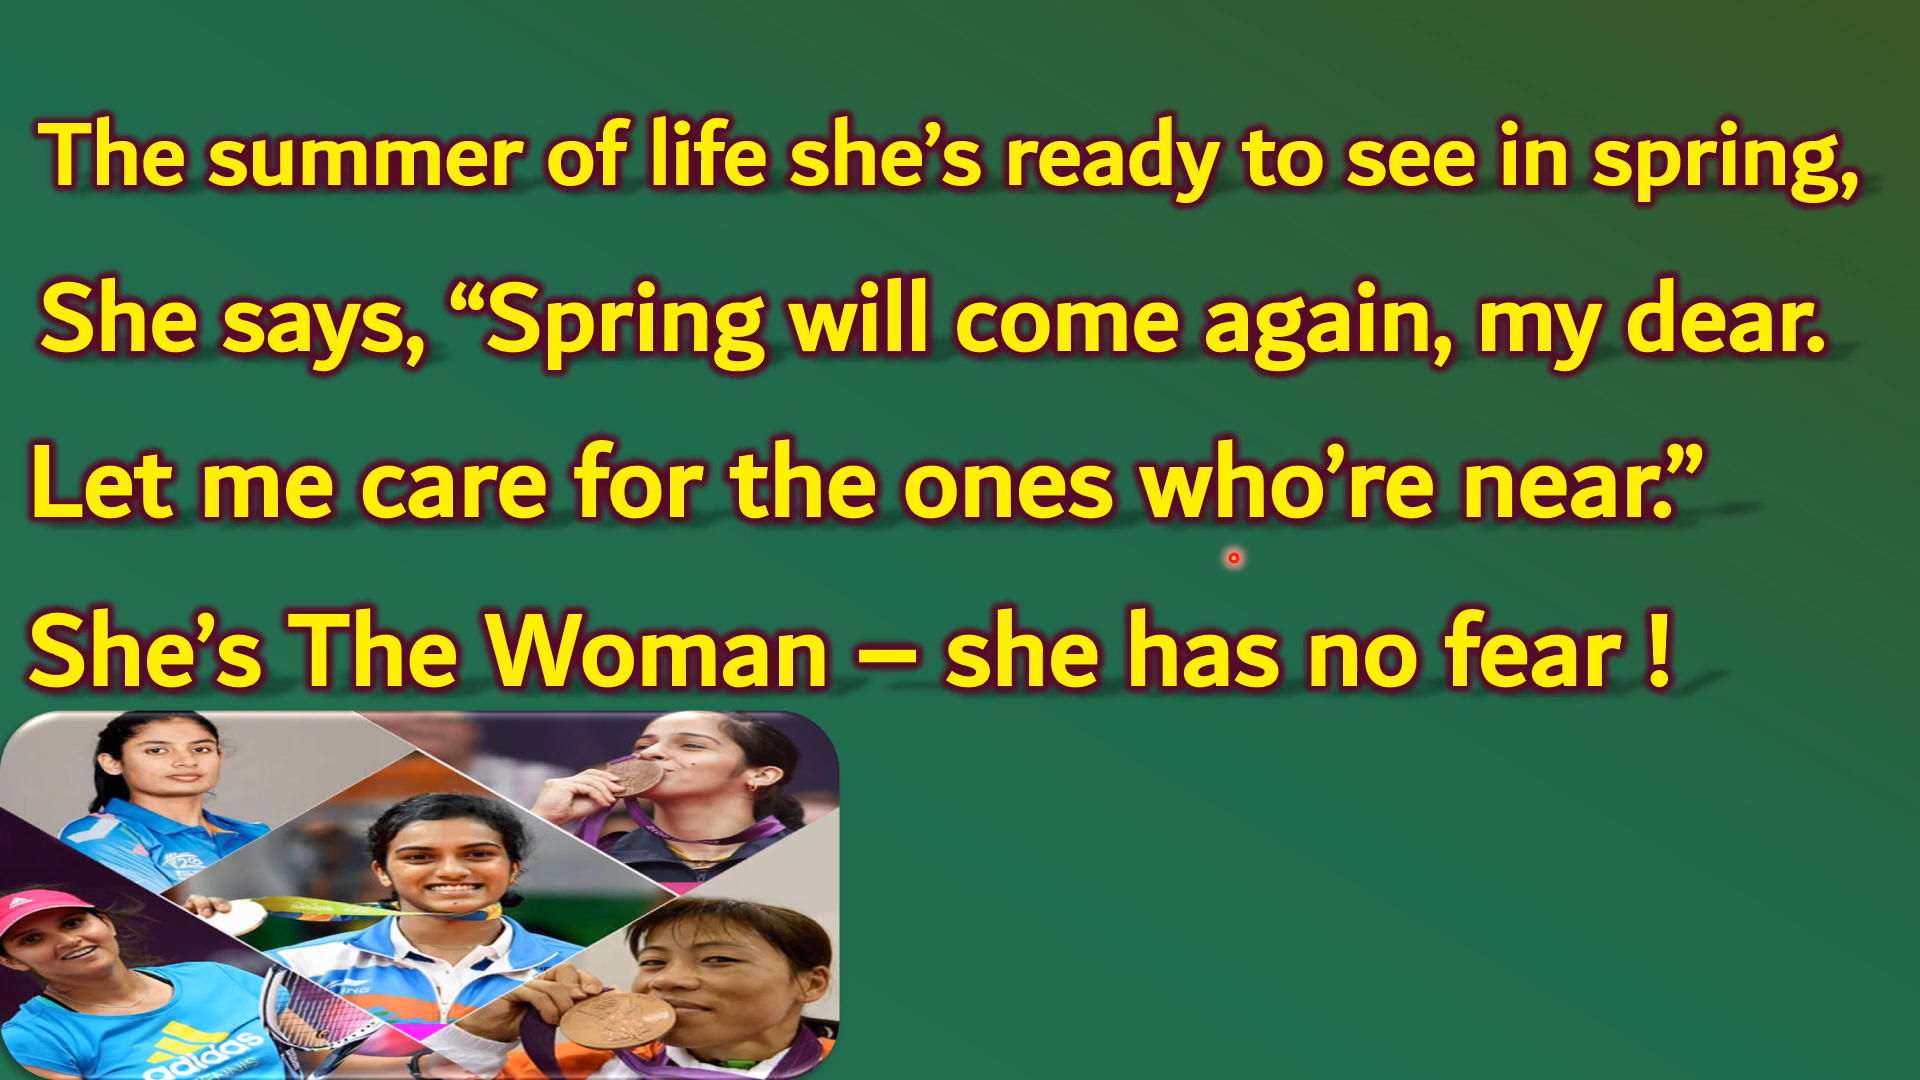 The summer of life she’s ready to see in spring,
She says, “Spring will come again, my dear.
Let me care for the ones who’re near.”
She’s The Woman – she has no fear !
adidas